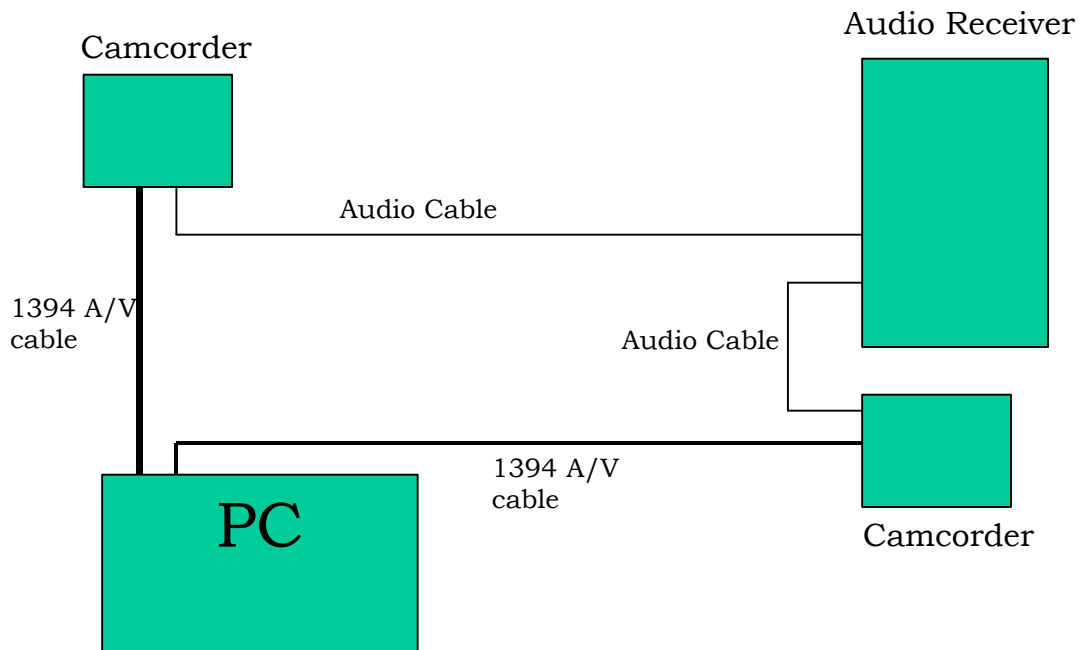 Audio Receiver
Camcorder
Audio Cable
1394 A/V
cable
Audio Cable
1394 A/V
cable
PC
Camcorder